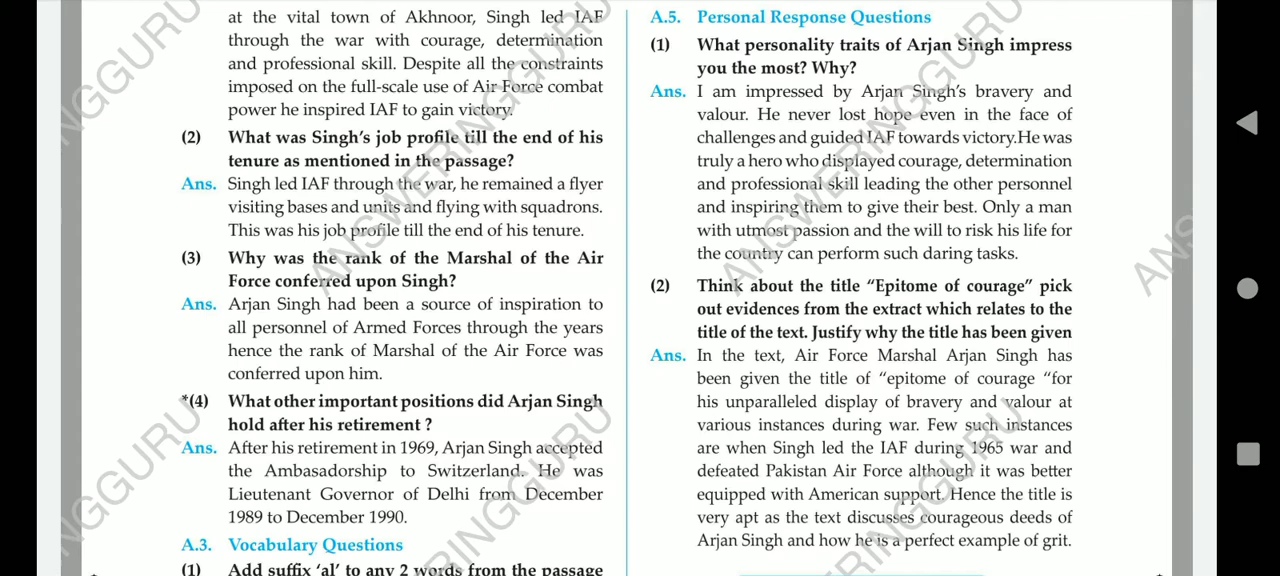 at the vital town of Akhnoor, Singh led IAF
through the war with courage, determination
and professional skill. Despite all the constraints
imposed on the full-scale use of Air Force combat
power he inspired IAF to gain victory.
(2) What was Singh's job profile till the end of his
tenure as mentioned in the passage?
Ans. Singh led IAF through the war, he remained a flyer
visiting bases and units and flying with squadrons.
This was his job profile till the end of his tenure.
(3) Why was the rank of the Marshal of the Air
Force conferred upon Singh?
Ans. Arjan Singh had been a source of inspiration to
all personnel of Armed Forces through the years
hence the rank of Marshal of the Air Force was
conferred upon him.
*(4) What other important positions did Arjan Singh
hold after his retirement ?
Ans. After his retirement in 1969, Arjan Singh accepted
the Ambasadorship to Switzerland. He was
Lieutenant Governor of Delhi from December
1989 to December 1990.
A.3. Vocabulary Questions
(1) Add suffix 'al' to any 2 words from the passage
A.5. Personal Response Questions
(1) What personality traits of Arjan Singh impress
you the most? Why?
Ans. I am impressed by Arjan Singh's bravery and
valour. He never lost hope even in the face of
challenges and guided IAF towards victory.He was
truly a hero who displayed courage, determination
and professional skill leading the other personnel
and inspiring them to give their best. Only a man
with utmost passion and the will to risk his life for
the country can perform such daring tasks.
(2) Think about the title "Epitome of courage" pick
out evidences from the extract which relates to the
title of the text. Justify why the title has been given
Ans. In the text, Air Force Marshal Arjan Singh has
been given the title of "epitome of courage "for
his unparalleled display of bravery and valour at
various instances during war. Few such instances
are when Singh led the IAF during 1965 war and
defeated Pakistan Air Force although it was better
equipped with American support. Hence the title is
very apt as the text discusses courageous deeds of
Arjan Singh and how he is a perfect example of grit.
NGGURU
ANSWERINGGURU
ANSWERINGGURU
ANS
INGGURU
ERINGGURU
ERINGGURU